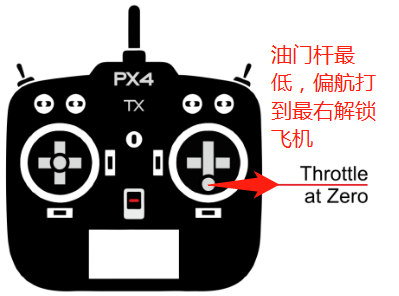 PX4
TX
油门杆最
低，偏航打
到最右解锁
飞机
Throttle
at Zero